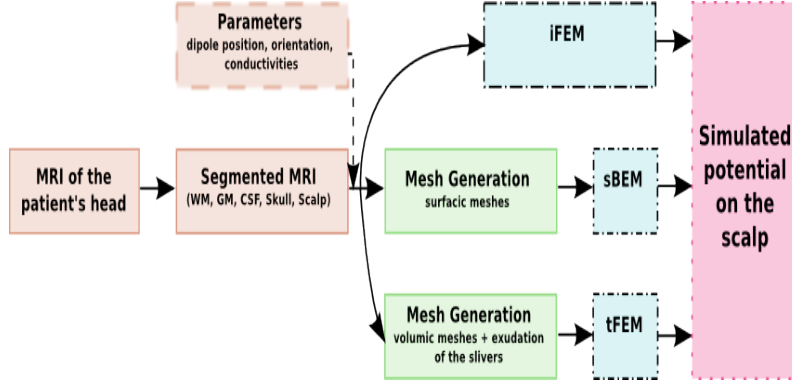 Parameters
dipole position, orientation,
conductivities
iFEM
MRI of the
patient's head
Segmented MRI
(WM, GM, CSF, Skull, Scalp)
Mesh Generation
surfacic meshes
sBEM
Mesh Generation
volumic meshes + exudation
of the slivers
tFEM
Simulated
potential
on the
scalp